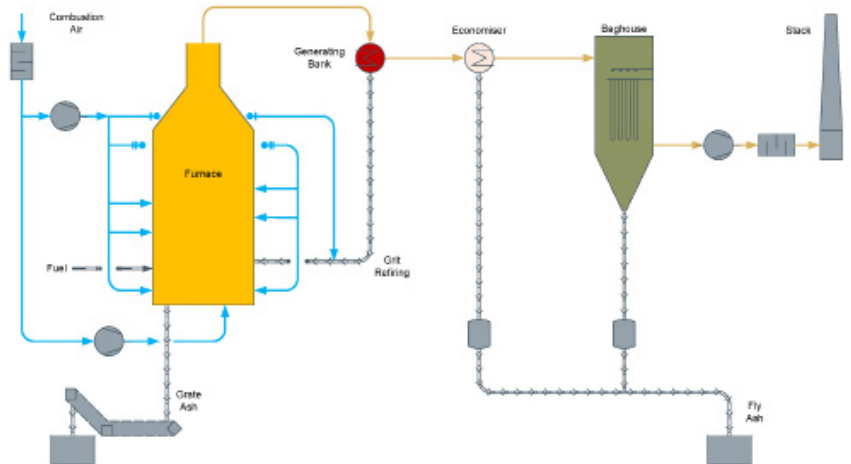 Combustion
Air
Generating
Bank
Economiser
Baghouse
Stack
Furnace
Fuel
Grit
Refiring
Grate
Ash
Fly
Ash